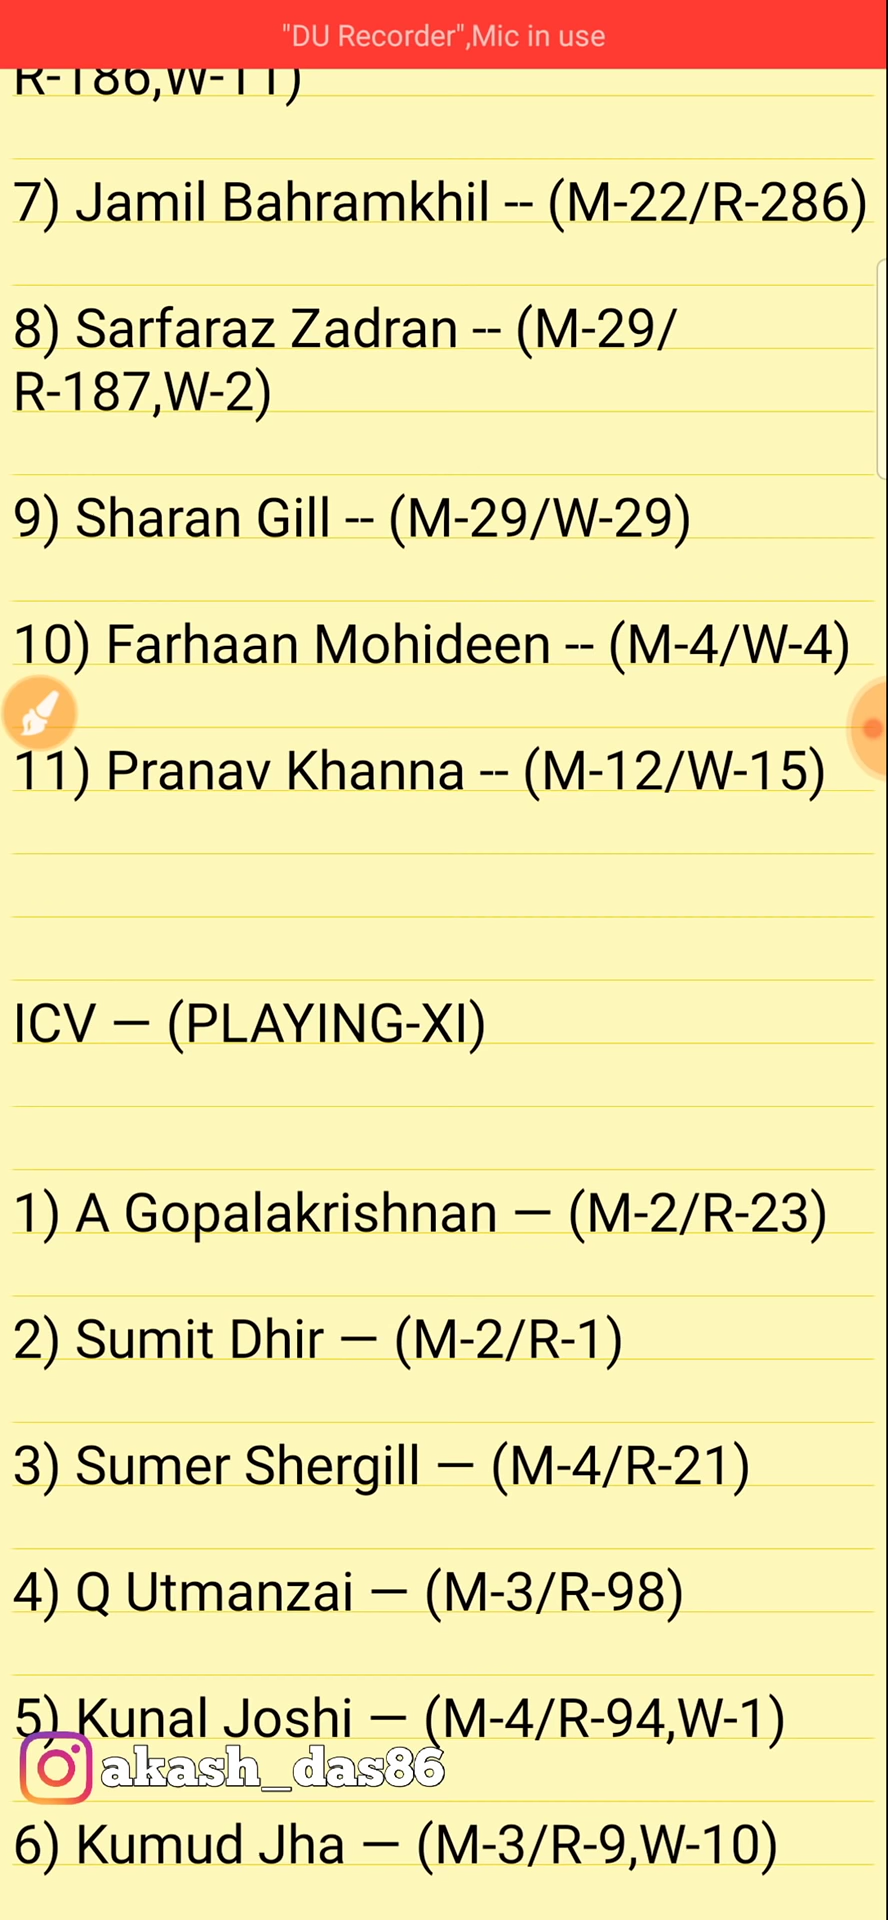 "DU Recorder",Mic in use
R-186,W-11)
7) Jamil Bahramkhil -- (M-22/R-286)
8) Sarfaraz Zadran -- (M-29/
R-187,W-2)
9) Sharan Gill -- (M-29/W-29)
10) Farhaan Mohideen -- (M-4/W-4)
11) Pranav Khanna -- (M-12/W-15)
ICV — (PLAYING-XI)
1) A Gopalakrishnan — (M-2/R-23)
2) Sumit Dhir — (M-2/R-1)
3) Sumer Shergill — (M-4/R-21)
4) Q Utmanzai — (M-3/R-98)
5) Kunal Joshi — (M-4/R-94,W-1)
akash_das86
6) Kumud Jha — (M-3/R-9,W-10)